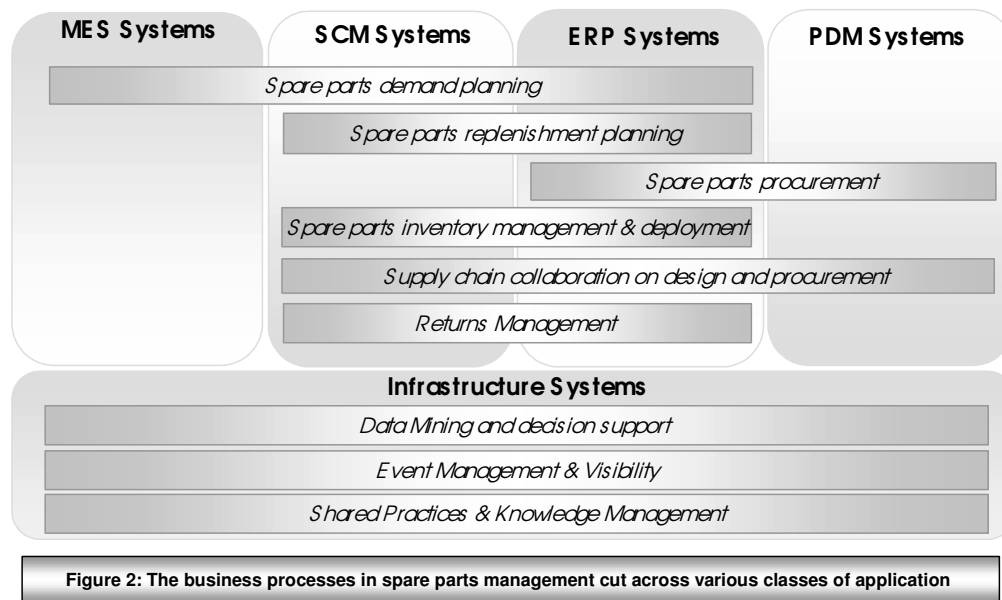 MES Systems
SCM Systems
ERP Systems
PDM Systems
Spare parts demand planning
Spare parts replenishment planning
Spare parts procurement
Spare parts inventory management & deployment
Supply chain collaboration on design and procurement
Returns Management
Infrastructure Systems
Data Mining and decision support
Event Management & Visibility
Shared Practices & Knowledge Management
Figure 2: The business processes in spare parts management cut across various classes of application